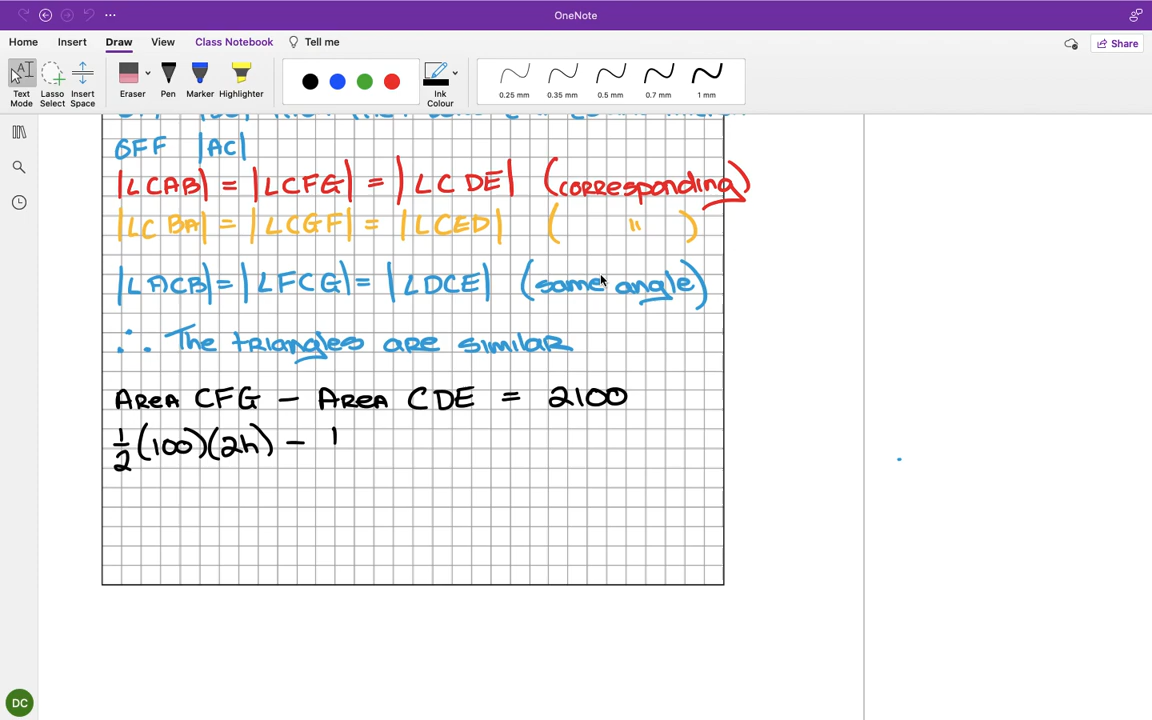 OneNote
Home Insert Draw View Class Notebook Tell me
Share
Text Mode Lasso Select Insert Space Eraser Pen Marker Highlighter Ink Colour 0.25 mm 0.35 mm 0.5 mm 0.7 mm 1 mm
OFF |AC|
|∠CAB| = |∠CFG| = |∠CDE| (corresponding)
|∠CBA| = |∠CGF| = |∠CED| ( " )
|∠ACB| = |∠FCG| = |∠DCE| (same angle)
∴ The triangles are similar
Area CFG - Area CDE = 2100
1/2 (100)(2h) - 1
DC